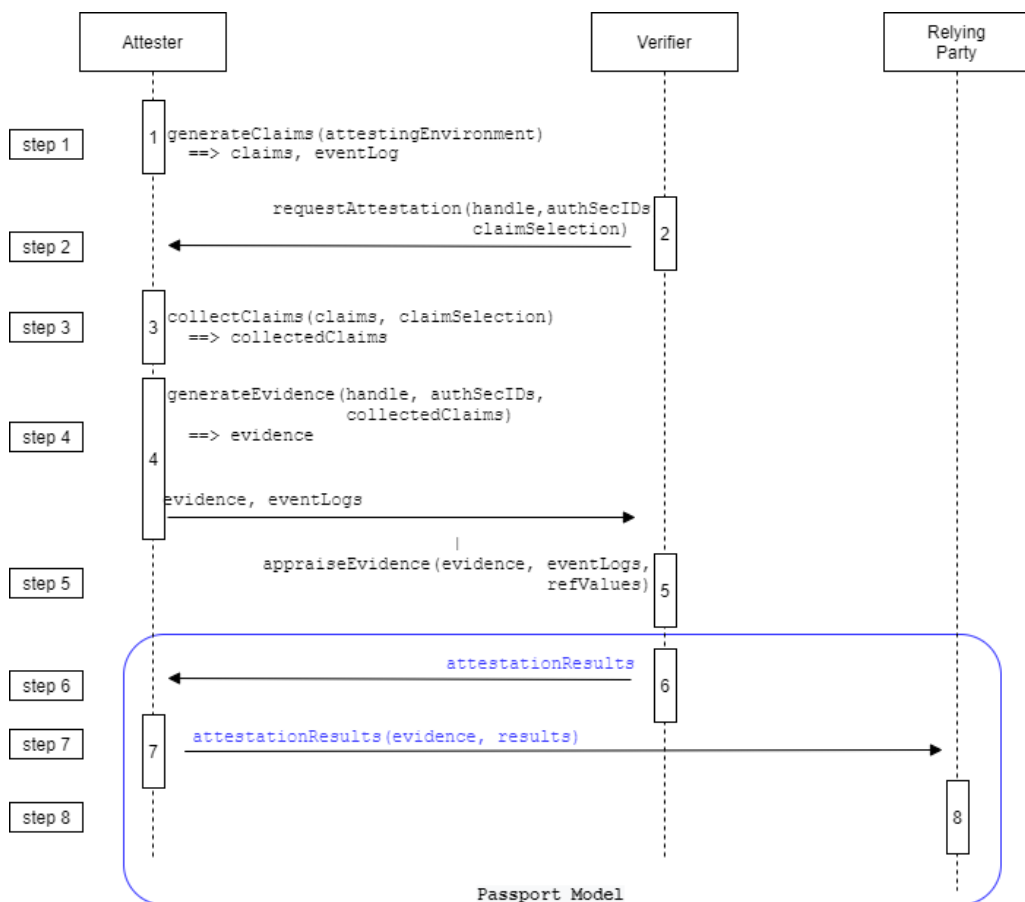 Attester
Verifier
Relying
Party
step 1
1
generateClaims(attestingEnvironment)
==> claims, eventLog
requestAttestation(handle,authSecIDs
claimSelection)
step 2
2
step 3
3
collectClaims(claims, claimSelection)
==> collectedClaims
generateEvidence(handle, authSecIDs,
collectedClaims)
step 4
==> evidence
4
evidence, eventLogs
|
appraiseEvidence(evidence, eventLogs,
refValues)
step 5
5
attestationResults
step 6
6
step 7
7
attestationResults(evidence, results)
step 8
8
Passport Model